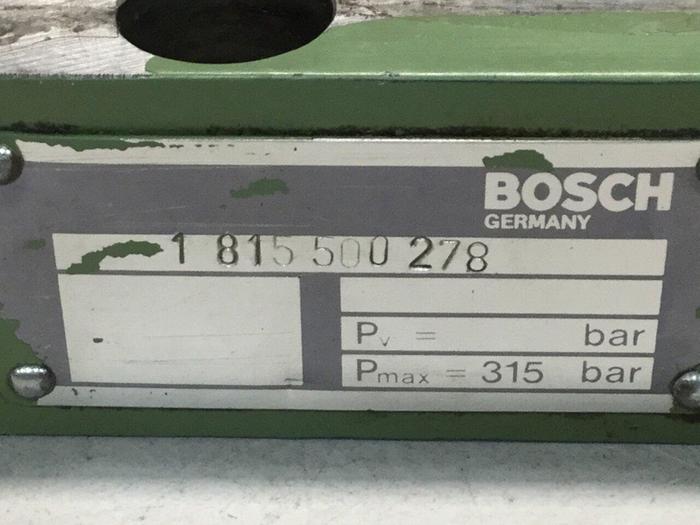 BOSCH
GERMANY
1 815 500 278
Pv = bar
Pmax = 315 bar